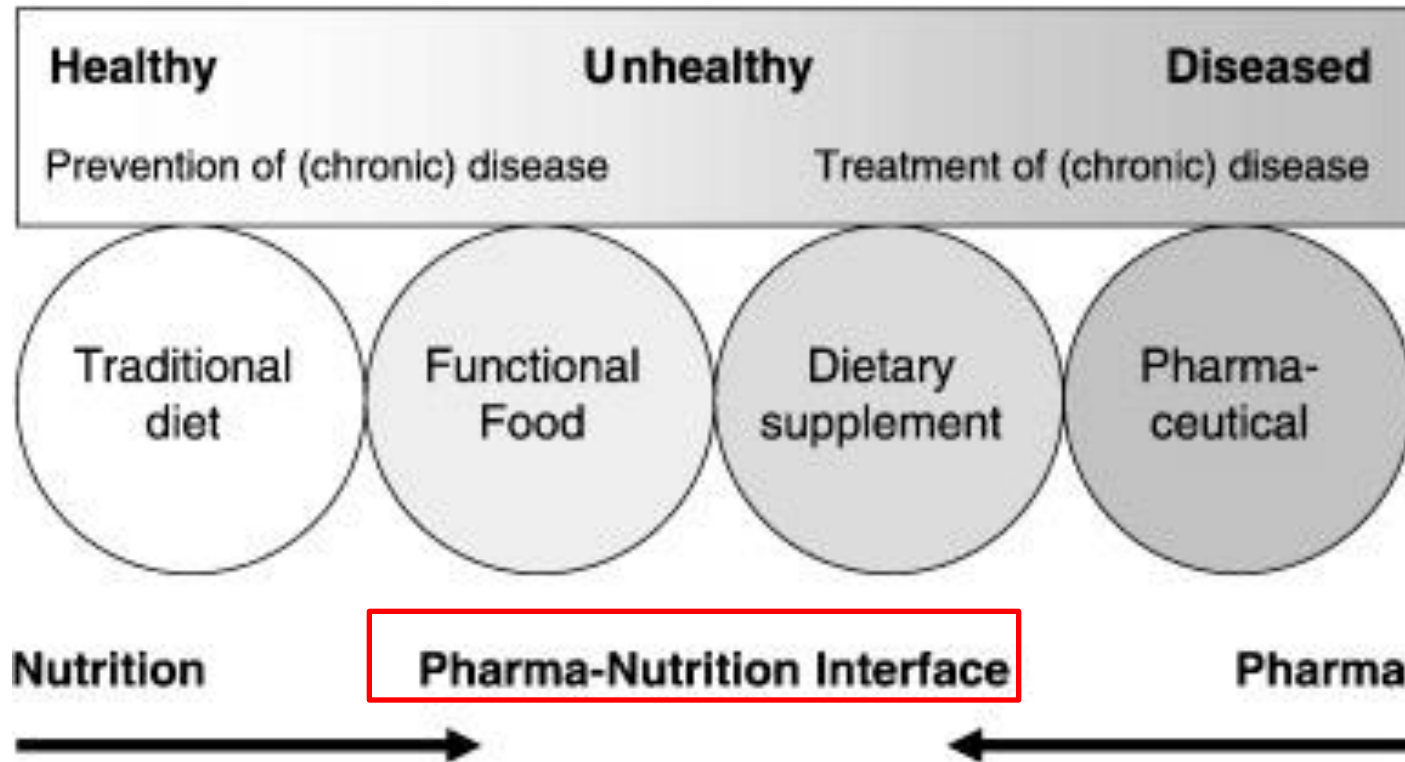 Healthy Unhealthy Diseased
Prevention of (chronic) disease Treatment of (chronic) disease
Traditional
diet
Functional
Food
Dietary
supplement
Pharma-
ceutical
Nutrition Pharma-Nutrition Interface Pharma